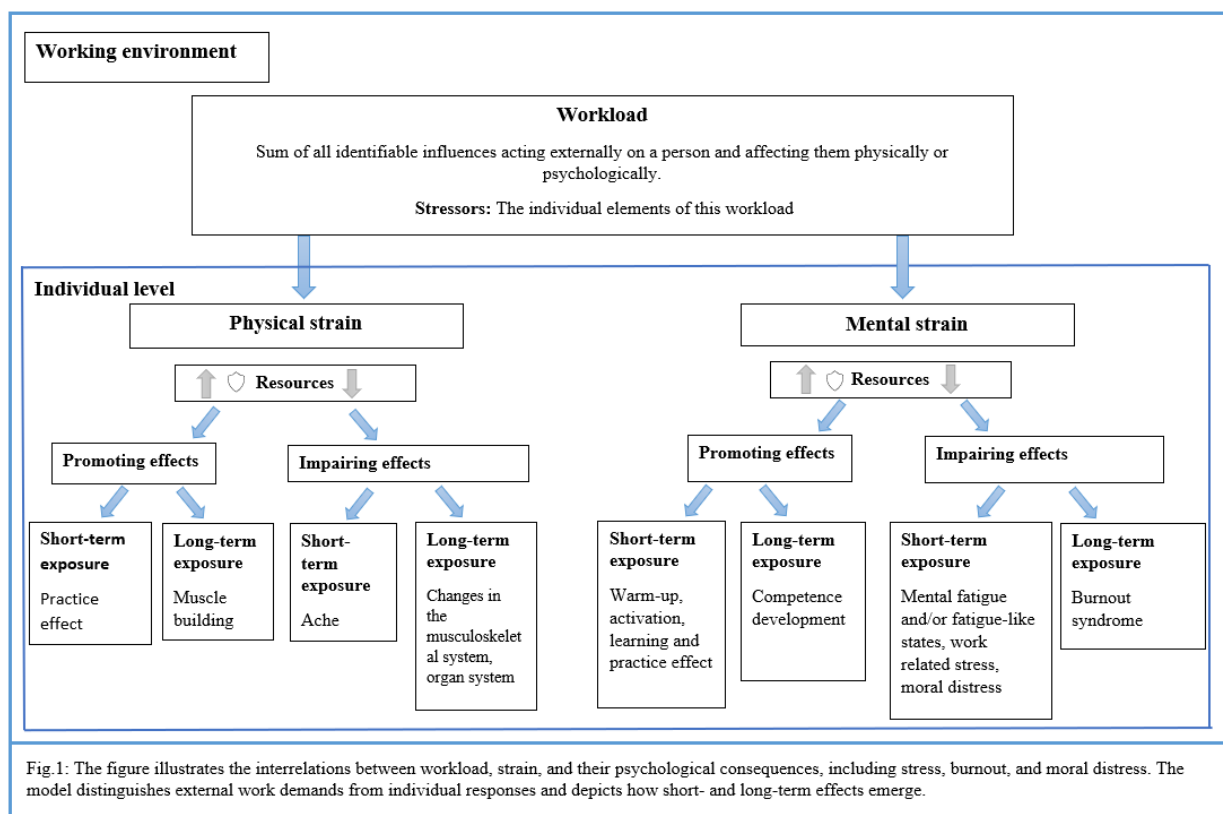 Working environment
Workload
Sum of all identifiable influences acting externally on a person and affecting them physically or
psychologically.
Stressors: The individual elements of this workload
Individual level
Physical strain
Resources
Promoting effects
Impairing effects
Short-term
exposure
Practice
effect
Long-term
exposure
Muscle
building
Short-
term
exposure
Ache
Long-term
exposure
Changes in
the
musculoskelet
al system,
organ system
Mental strain
Resources
Promoting effects
Impairing effects
Short-term
exposure
Warm-up,
activation,
learning and
practice effect
Long-term
exposure
Competence
development
Short-term
exposure
Mental fatigue
and/or fatigue-like
states, work
related stress,
moral distress
Long-term
exposure
Burnout
syndrome
Fig.1: The figure illustrates the interrelations between workload, strain, and their psychological consequences, including stress, burnout, and moral distress. The
model distinguishes external work demands from individual responses and depicts how short- and long-term effects emerge.